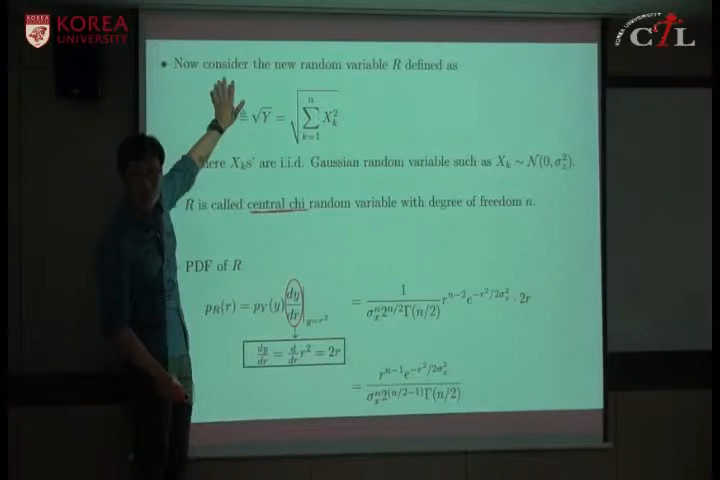 KOREA
UNIVERSITY
KOREA UNIVERSITY
CTL
• Now consider the new random variable R defined as
= √Y = √(∑_{k=1}^{n} X_k^2)
X_ks' are i.i.d. Gaussian random variable such as X_k ∼ N(0, σ_x^2).
R is called central chi random variable with degree of freedom n.
PDF of R
p_R(r) = p_Y(y) |dy/dr|_{y=r^2} = 1/(σ_x^n 2^{n/2} Γ(n/2)) r^{n-2} e^{-r^2/2σ_x^2} · 2r
dy/dr = d/dr r^2 = 2r
= r^{n-1} e^{-r^2/2σ_x^2} / (σ_x^n 2^{(n/2-1)} Γ(n/2))